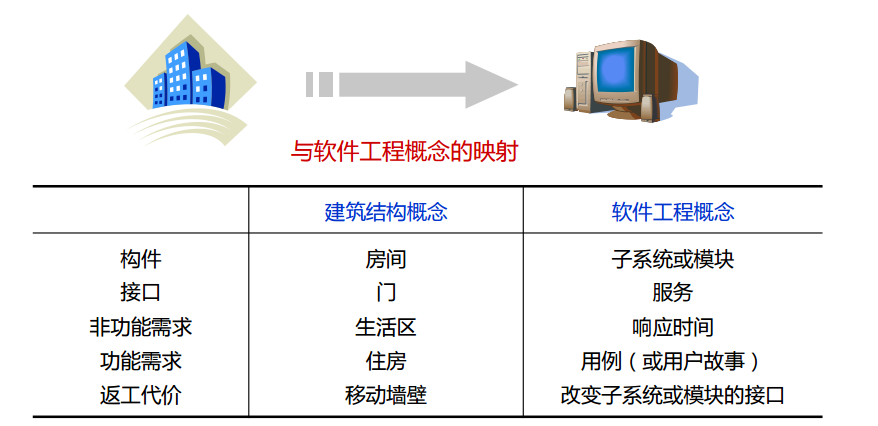 与软件工程概念的映射
建筑结构概念 软件工程概念
构件 房间 子系统或模块
接口 门 服务
非功能需求 生活区 响应时间
功能需求 住房 用例（或用户故事）
返工代价 移动墙壁 改变子系统或模块的接口